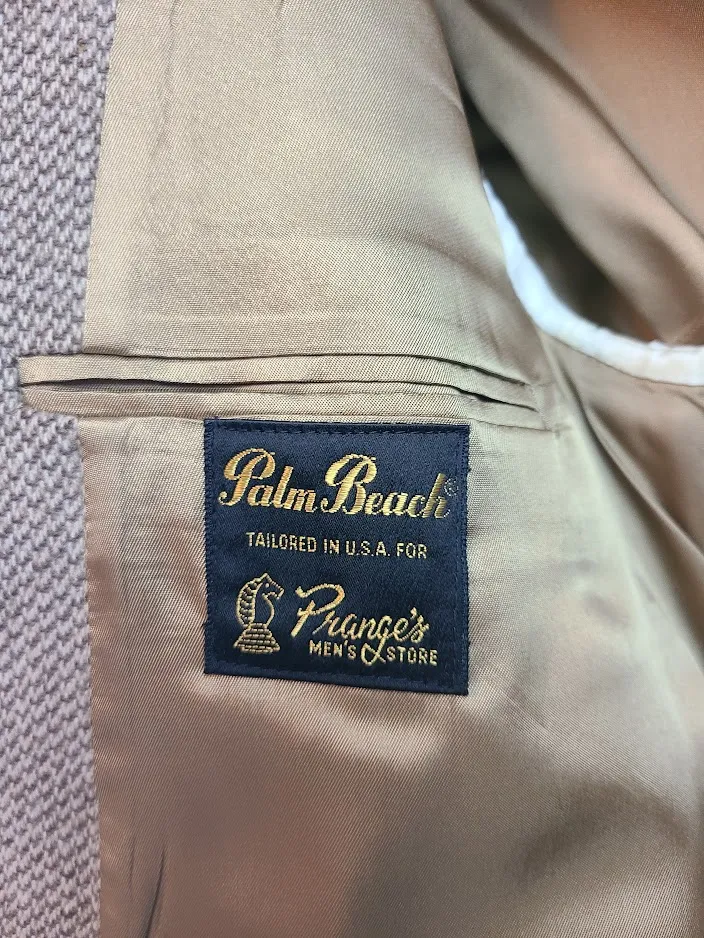 Palm Beach®
TAILORED IN U.S.A. FOR
Prange's
MEN'S STORE